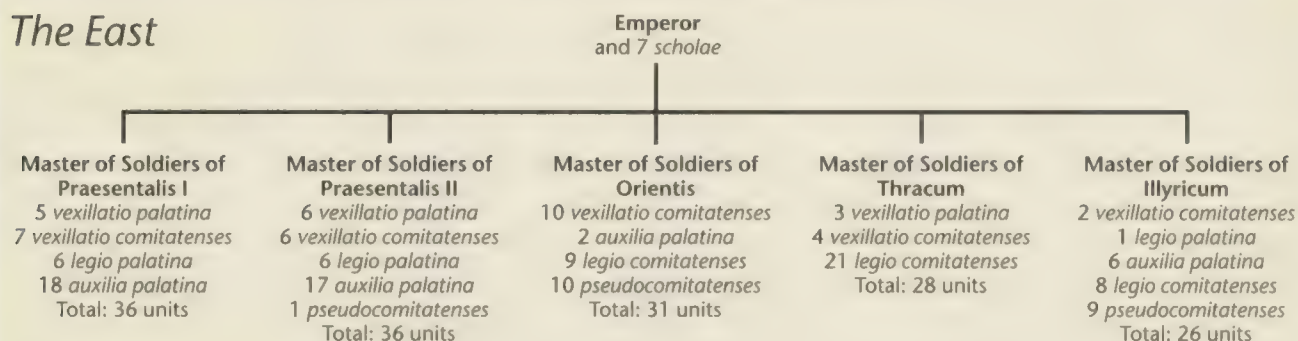 The East
Emperor
and 7 scholae
Master of Soldiers of
Praesentalis I
5 vexillatio palatina
7 vexillatio comitatenses
6 legio palatina
18 auxilia palatina
Total: 36 units
Master of Soldiers of
Praesentalis II
6 vexillatio palatina
6 vexillatio comitatenses
6 legio palatina
17 auxilia palatina
1 pseudocomitatenses
Total: 36 units
Master of Soldiers of
Orientis
10 vexillatio comitatenses
2 auxilia palatina
9 legio comitatenses
10 pseudocomitatenses
Total: 31 units
Master of Soldiers of
Thracum
3 vexillatio palatina
4 vexillatio comitatenses
21 legio comitatenses
Total: 28 units
Master of Soldiers of
Illyricum
2 vexillatio comitatenses
1 legio palatina
6 auxilia palatina
8 legio comitatenses
9 pseudocomitatenses
Total: 26 units